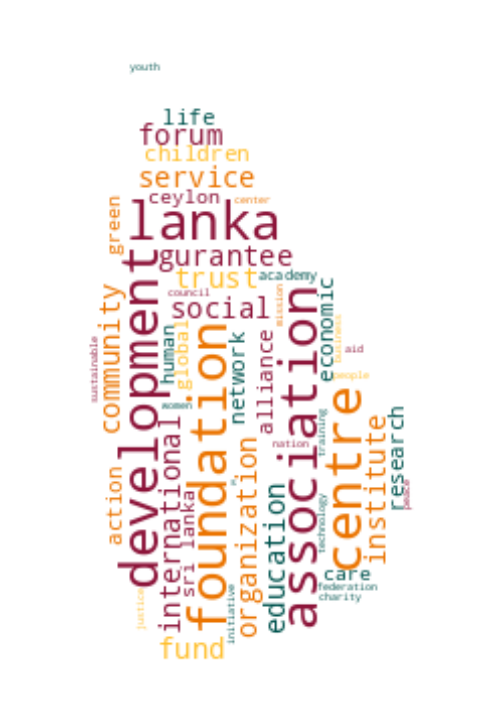 youth
life
forum
children
service
ceylon
center
lanka
green
gurantee
trust
academy
council
social
development
community
mission
economic
association
foundation
global
human
network
alliance
business
aid
sustainable
people
women
centre
training
nation
research
peace
institute
international
organization
action
sri lanka
education
technology
care
federation
charity
justice
initiative
fund